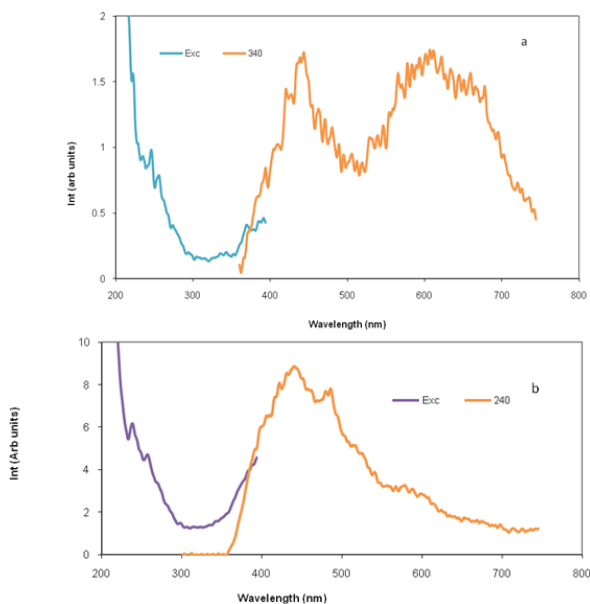 2
Exc 340 a
1.5
1
0.5
0
Int (arb units)
200 300 400 500 600 700 800
Wavelength (nm)
10
8
Exc 240 b
6
4
2
0
Int (Arb units)
200 300 400 500 600 700 800
Wavelength (nm)